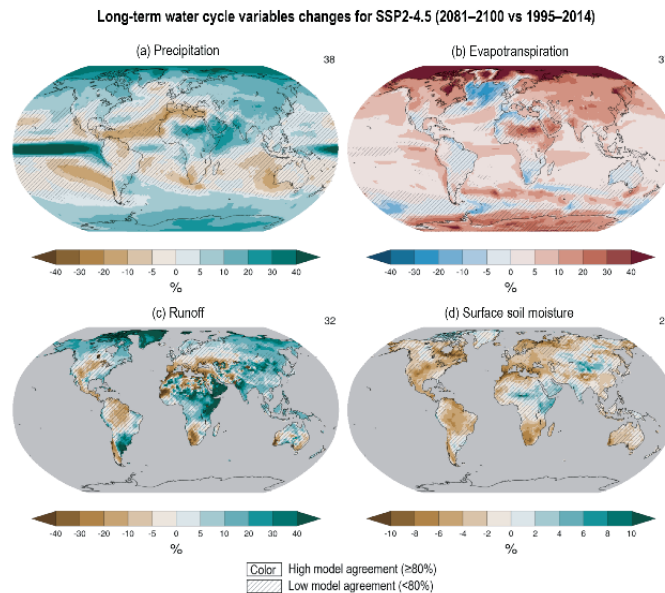 Long-term water cycle variables changes for SSP2-4.5 (2081–2100 vs 1995–2014)
(a) Precipitation
38
(b) Evapotranspiration
3
-40 -30 -20 -10 -5 0 5 10 20 30 40
%
-40 -30 -20 -10 -5 0 5 10 20 30 40
%
(c) Runoff
32
(d) Surface soil moisture
2
-40 -30 -20 -10 -5 0 5 10 20 30 40
%
-10 -8 -6 -4 -2 0 2 4 6 8 10
%
Color High model agreement (≥80%)
Low model agreement (<80%)